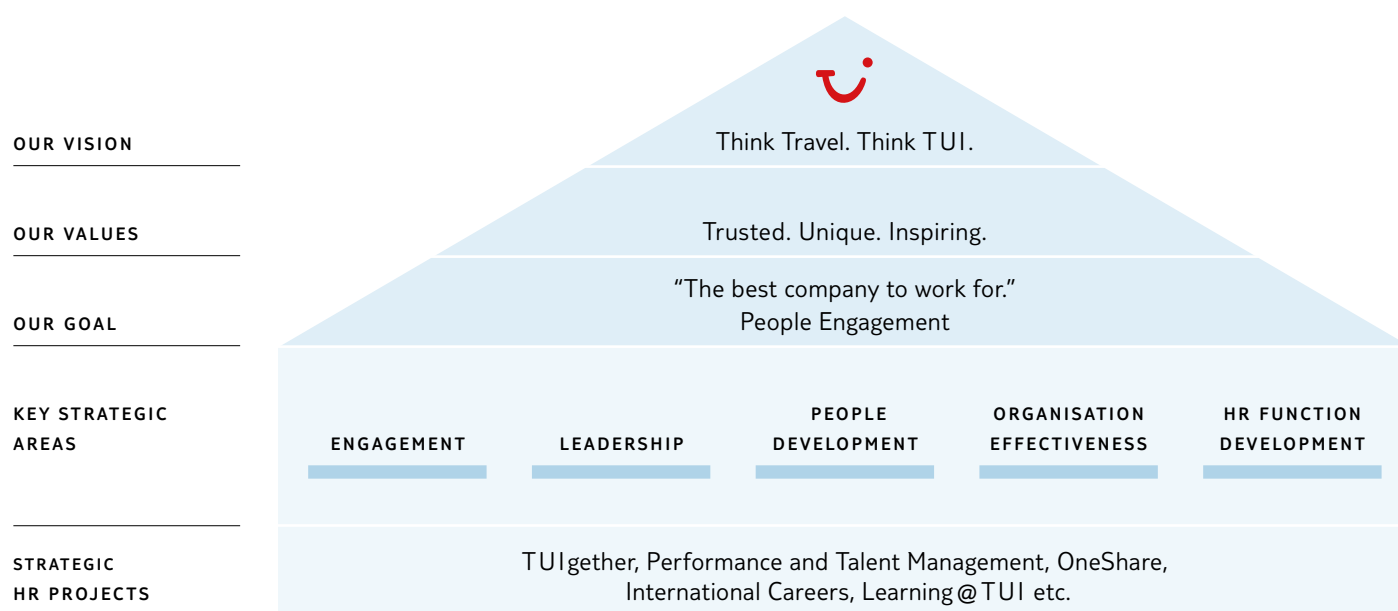 OUR VISION
Think Travel. Think TUI.
OUR VALUES
Trusted. Unique. Inspiring.
OUR GOAL
“The best company to work for.”
People Engagement
KEY STRATEGIC
AREAS
ENGAGEMENT
LEADERSHIP
PEOPLE
DEVELOPMENT
ORGANISATION
EFFECTIVENESS
HR FUNCTION
DEVELOPMENT
STRATEGIC
HR PROJECTS
TUIgether, Performance and Talent Management, OneShare,
International Careers, Learning@TUI etc.